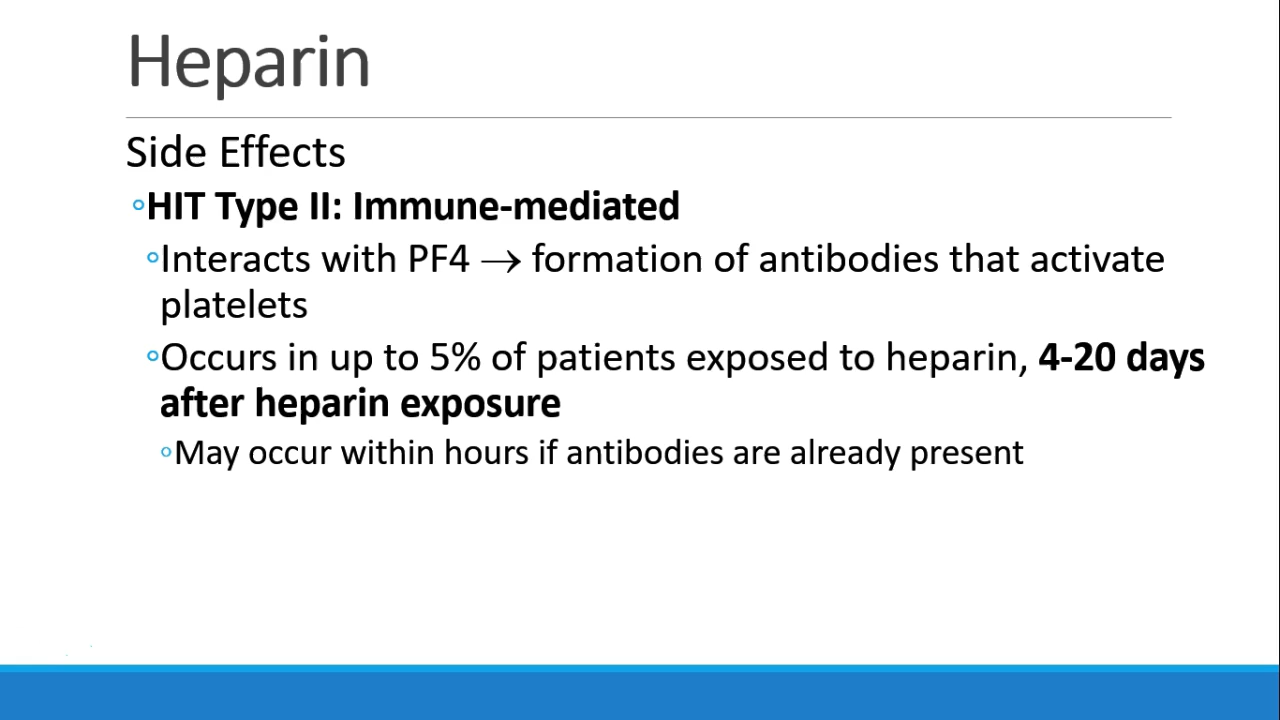 Heparin
Side Effects
◦HIT Type II: Immune-mediated
◦Interacts with PF4 → formation of antibodies that activate
platelets
◦Occurs in up to 5% of patients exposed to heparin, 4-20 days
after heparin exposure
◦May occur within hours if antibodies are already present